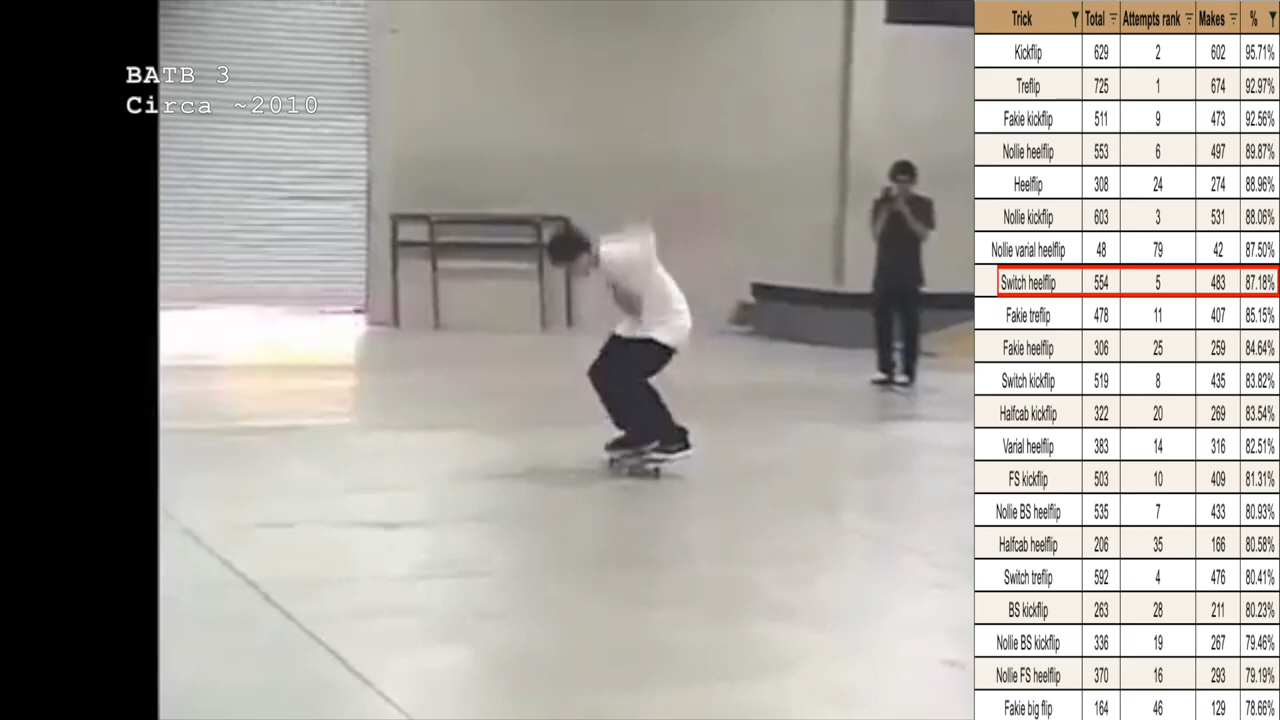 BATB 3
Circa ~2010
Trick Total Attempts rank Makes %
Kickflip 629 2 602 95.71%
Treflip 725 1 674 92.97%
Fakie kickflip 511 9 473 92.56%
Nollie heelflip 553 6 497 89.87%
Heelflip 308 24 274 88.96%
Nollie kickflip 603 3 531 88.06%
Nollie varial heelflip 48 79 42 87.50%
Switch heelflip 554 5 483 87.18%
Fakie treflip 478 11 407 85.15%
Fakie heelflip 306 25 259 84.64%
Switch kickflip 519 8 435 83.82%
Halfcab kickflip 322 20 269 83.54%
Varial heelflip 383 14 316 82.51%
FS kickflip 503 10 409 81.31%
Nollie BS heelflip 535 7 433 80.93%
Halfcab heelflip 206 35 166 80.58%
Switch treflip 592 4 476 80.41%
BS kickflip 263 28 211 80.23%
Nollie BS kickflip 336 19 267 79.46%
Nollie FS heelflip 370 16 293 79.19%
Fakie big flip 164 46 129 78.66%